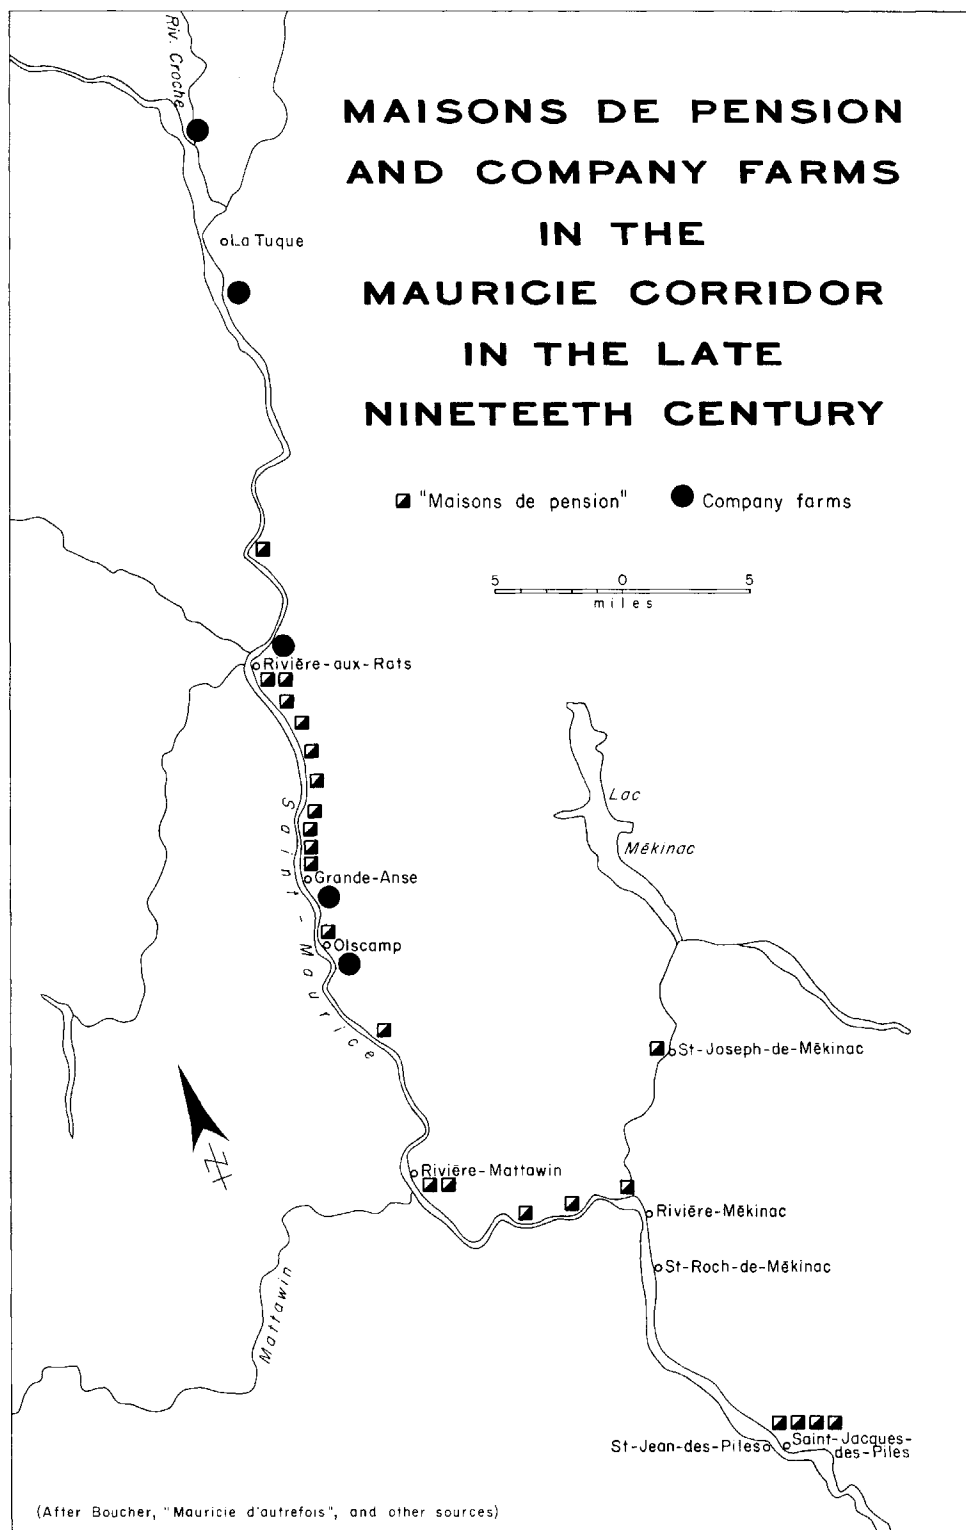 MAISONS DE PENSION
AND COMPANY FARMS
IN THE
MAURICIE CORRIDOR
IN THE LATE
NINETEETH CENTURY
"Maisons de pension"
Company farms
5 0 5
miles
Riv. Croche
La Tuque
Rivière-aux-Rats
Saint-Maurice
Lac
Mékinac
Grande-Anse
Olscamp
St-Joseph-de-Mékinac
N
Rivière-Mattawin
Rivière-Mékinac
St-Roch-de-Mékinac
Mattawin
St-Jean-des-Piles
Saint-Jacques-
des-Piles
(After Boucher, "Mauricie d'autrefois", and other sources)